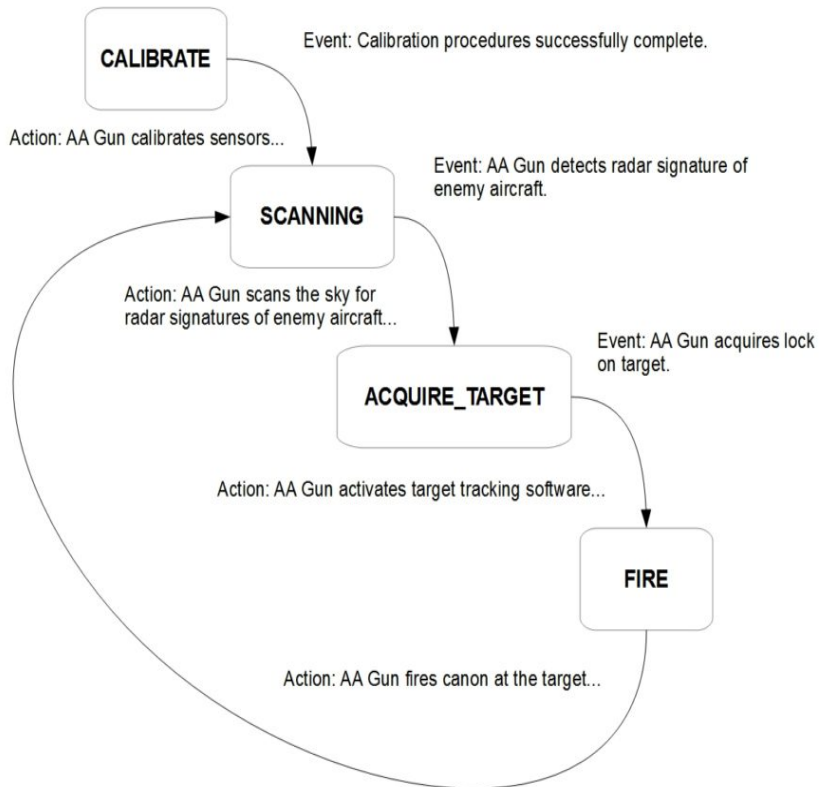 CALIBRATE
Event: Calibration procedures successfully complete.
Action: AA Gun calibrates sensors...
Event: AA Gun detects radar signature of
enemy aircraft.
SCANNING
Action: AA Gun scans the sky for
radar signatures of enemy aircraft...
Event: AA Gun acquires lock
on target.
ACQUIRE_TARGET
Action: AA Gun activates target tracking software...
FIRE
Action: AA Gun fires canon at the target...